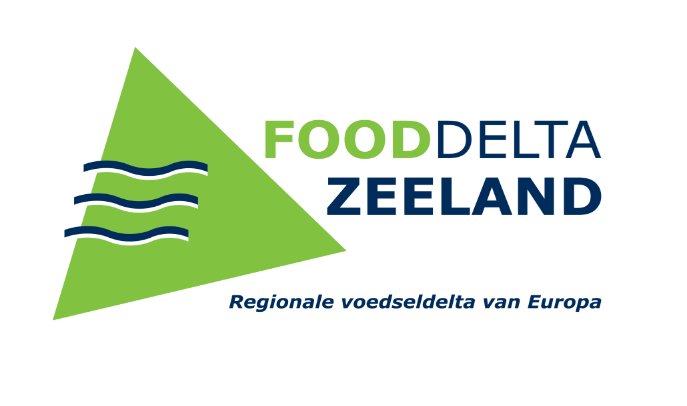 FOODDELTA
ZEELAND
Regionale voedseldelta van Europa